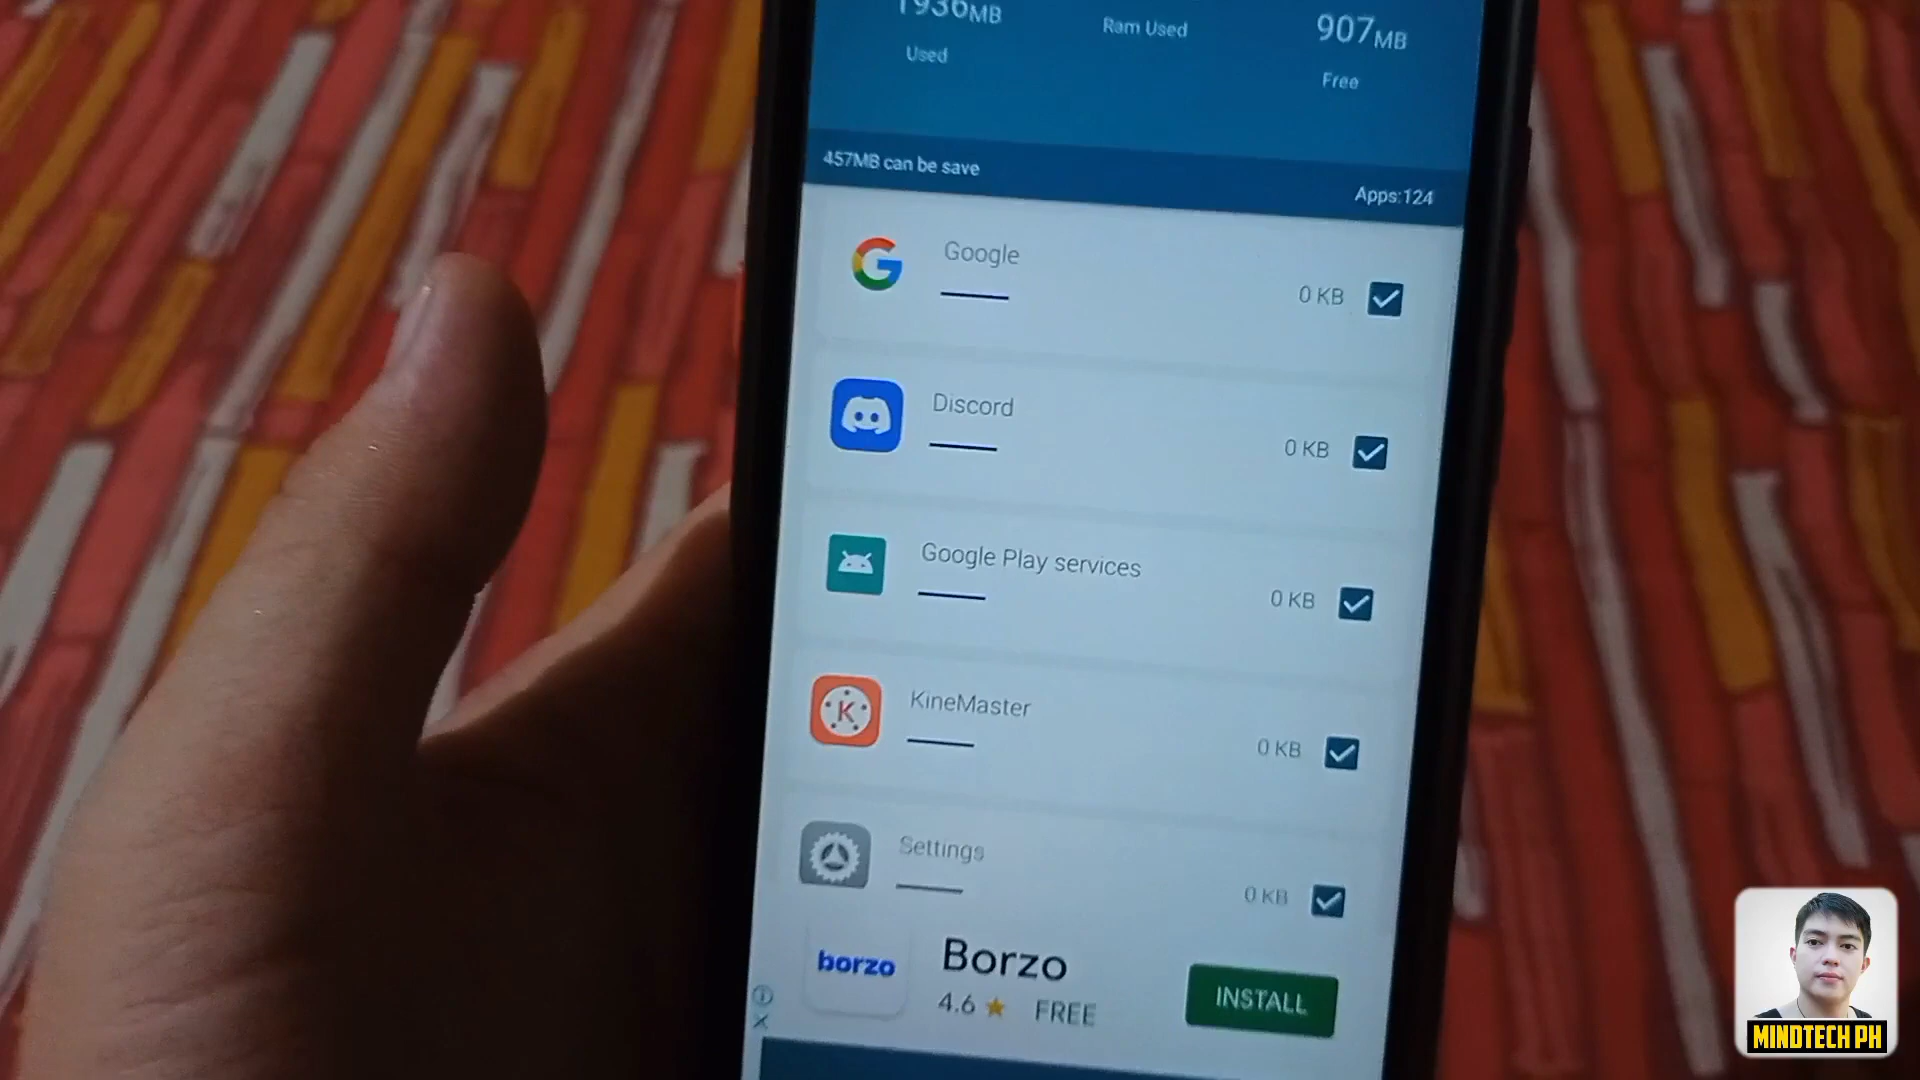 1936MB
Used
Ram Used
907MB
Free
457MB can be save
Apps:124
Google
0 KB
Discord
0 KB
Google Play services
0 KB
KineMaster
0 KB
Settings
0 KB
borzo
Borzo
4.6 ★ FREE
INSTALL
MINDTECH PH